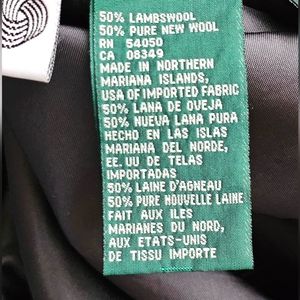 50% LAMBSWOOL
50% PURE NEW WOOL
RN 54050
CA 08349
MADE IN NORTHERN
MARIANA ISLANDS,
USA OF IMPORTED FABRIC
50% LANA DE OVEJA
50% NUEVA LANA PURA
HECHO EN LAS ISLAS
MARIANA DEL NORDE,
EE. UU DE TELAS
IMPORTADAS
50% LAINE D'AGNEAU
50% PURE NOUVELLE LAINE
FAIT AUX ILES
MARIANES DU NORD,
AUX ETATS-UNIS
DE TISSU IMPORTE